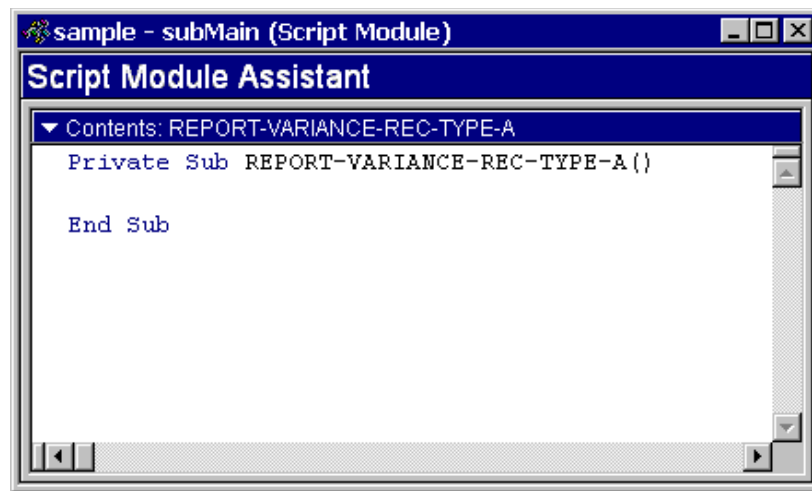 sample - subMain (Script Module)
Script Module Assistant
Contents: REPORT-VARIANCE-REC-TYPE-A
Private Sub REPORT-VARIANCE-REC-TYPE-A()
End Sub